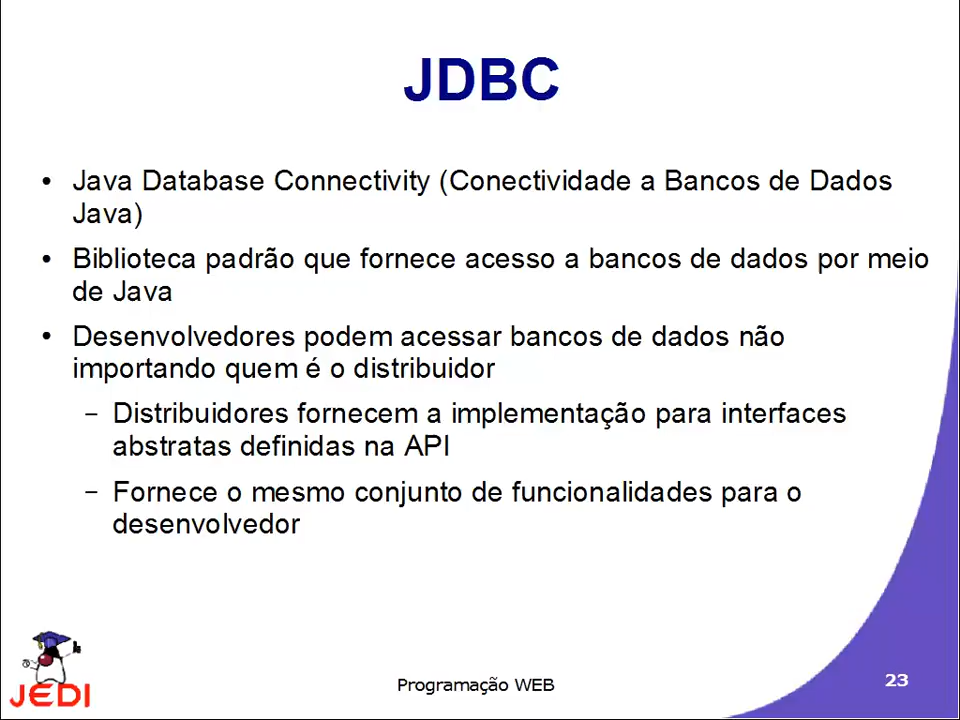 JDBC
• Java Database Connectivity (Conectividade a Bancos de Dados
Java)
• Biblioteca padrão que fornece acesso a bancos de dados por meio
de Java
• Desenvolvedores podem acessar bancos de dados não
importando quem é o distribuidor
– Distribuidores fornecem a implementação para interfaces
abstratas definidas na API
– Fornece o mesmo conjunto de funcionalidades para o
desenvolvedor
JEDI
Programação WEB
23